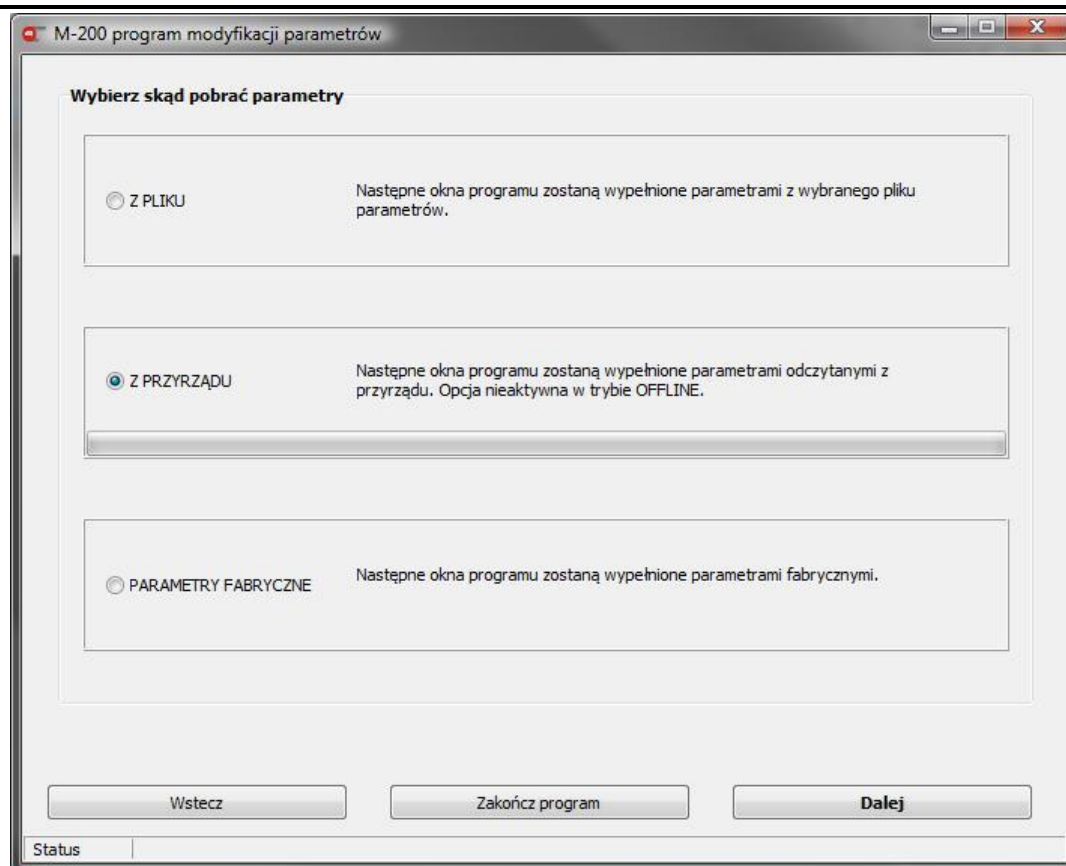 M-200 program modyfikacji parametrów
Wybierz skąd pobrać parametry
Z PLIKU
Następne okna programu zostaną wypełnione parametrami z wybranego pliku
parametrów.
Z PRZYRZĄDU
Następne okna programu zostaną wypełnione parametrami odczytanymi z
przyrządu. Opcja nieaktywna w trybie OFFLINE.
PARAMETRY FABRYCZNE
Następne okna programu zostaną wypełnione parametrami fabrycznymi.
Wstecz
Zakończ program
Dalej
Status